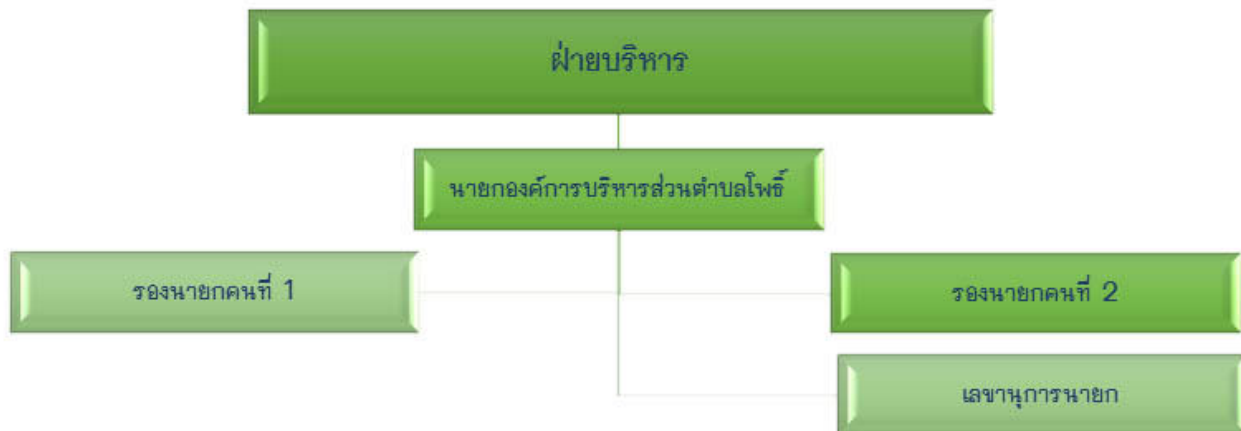 ฝ่ายบริหาร
นายกองค์การบริหารส่วนตำบลโพธิ์
รองนายกคนที่ 1
รองนายกคนที่ 2
เลขานุการนายก